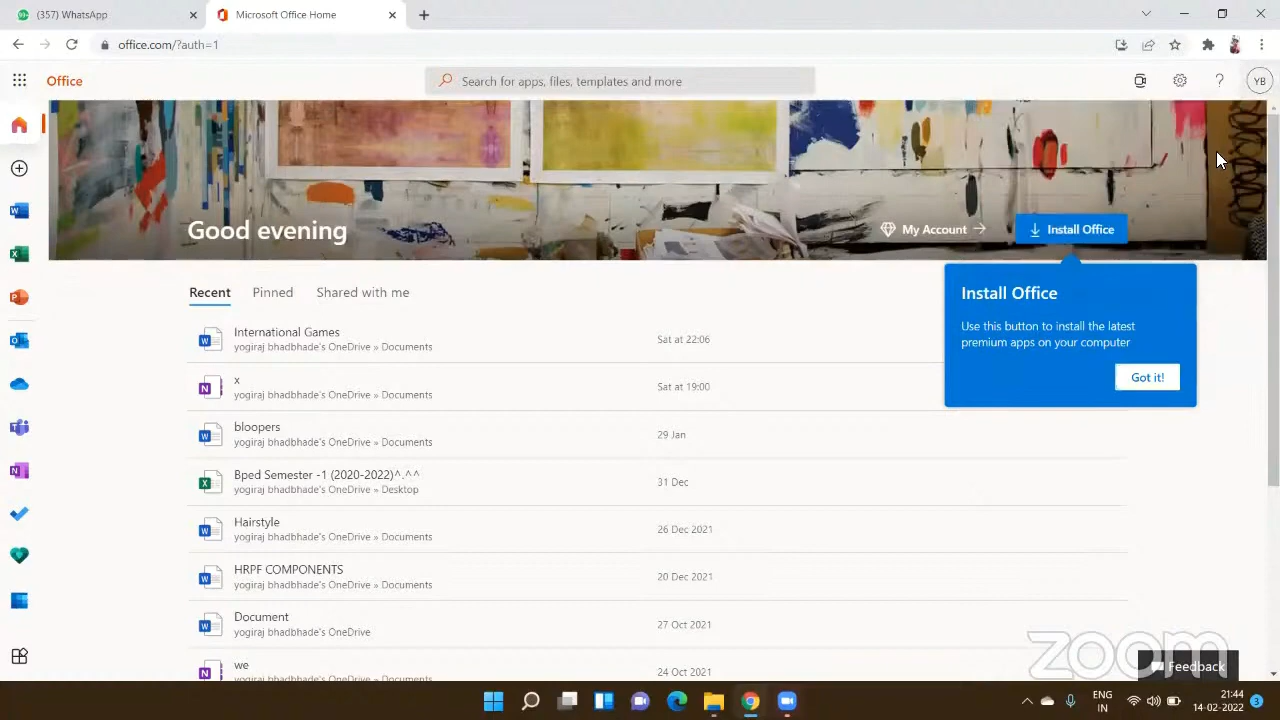 (357) WhatsApp
Microsoft Office Home
office.com/?auth=1
Office
Search for apps, files, templates and more
YB
Good evening
My Account
Install Office
Install Office
Use this button to install the latest
premium apps on your computer
Got it!
Recent
Pinned
Shared with me
International Games
yogiraj bhadbhade's OneDrive » Documents
Sat at 22:06
x
yogiraj bhadbhade's OneDrive » Documents
Sat at 19:00
bloopers
yogiraj bhadbhade's OneDrive » Documents
29 Jan
Bped Semester -1 (2020-2022)^.^^
yogiraj bhadbhade's OneDrive » Desktop
31 Dec
Hairstyle
yogiraj bhadbhade's OneDrive » Documents
26 Dec 2021
HRPF COMPONENTS
yogiraj bhadbhade's OneDrive » Documents
20 Dec 2021
Document
yogiraj bhadbhade's OneDrive
27 Oct 2021
we
24 Oct 2021
zoom
Feedback
ENG
IN
21:44
14-02-2022
3